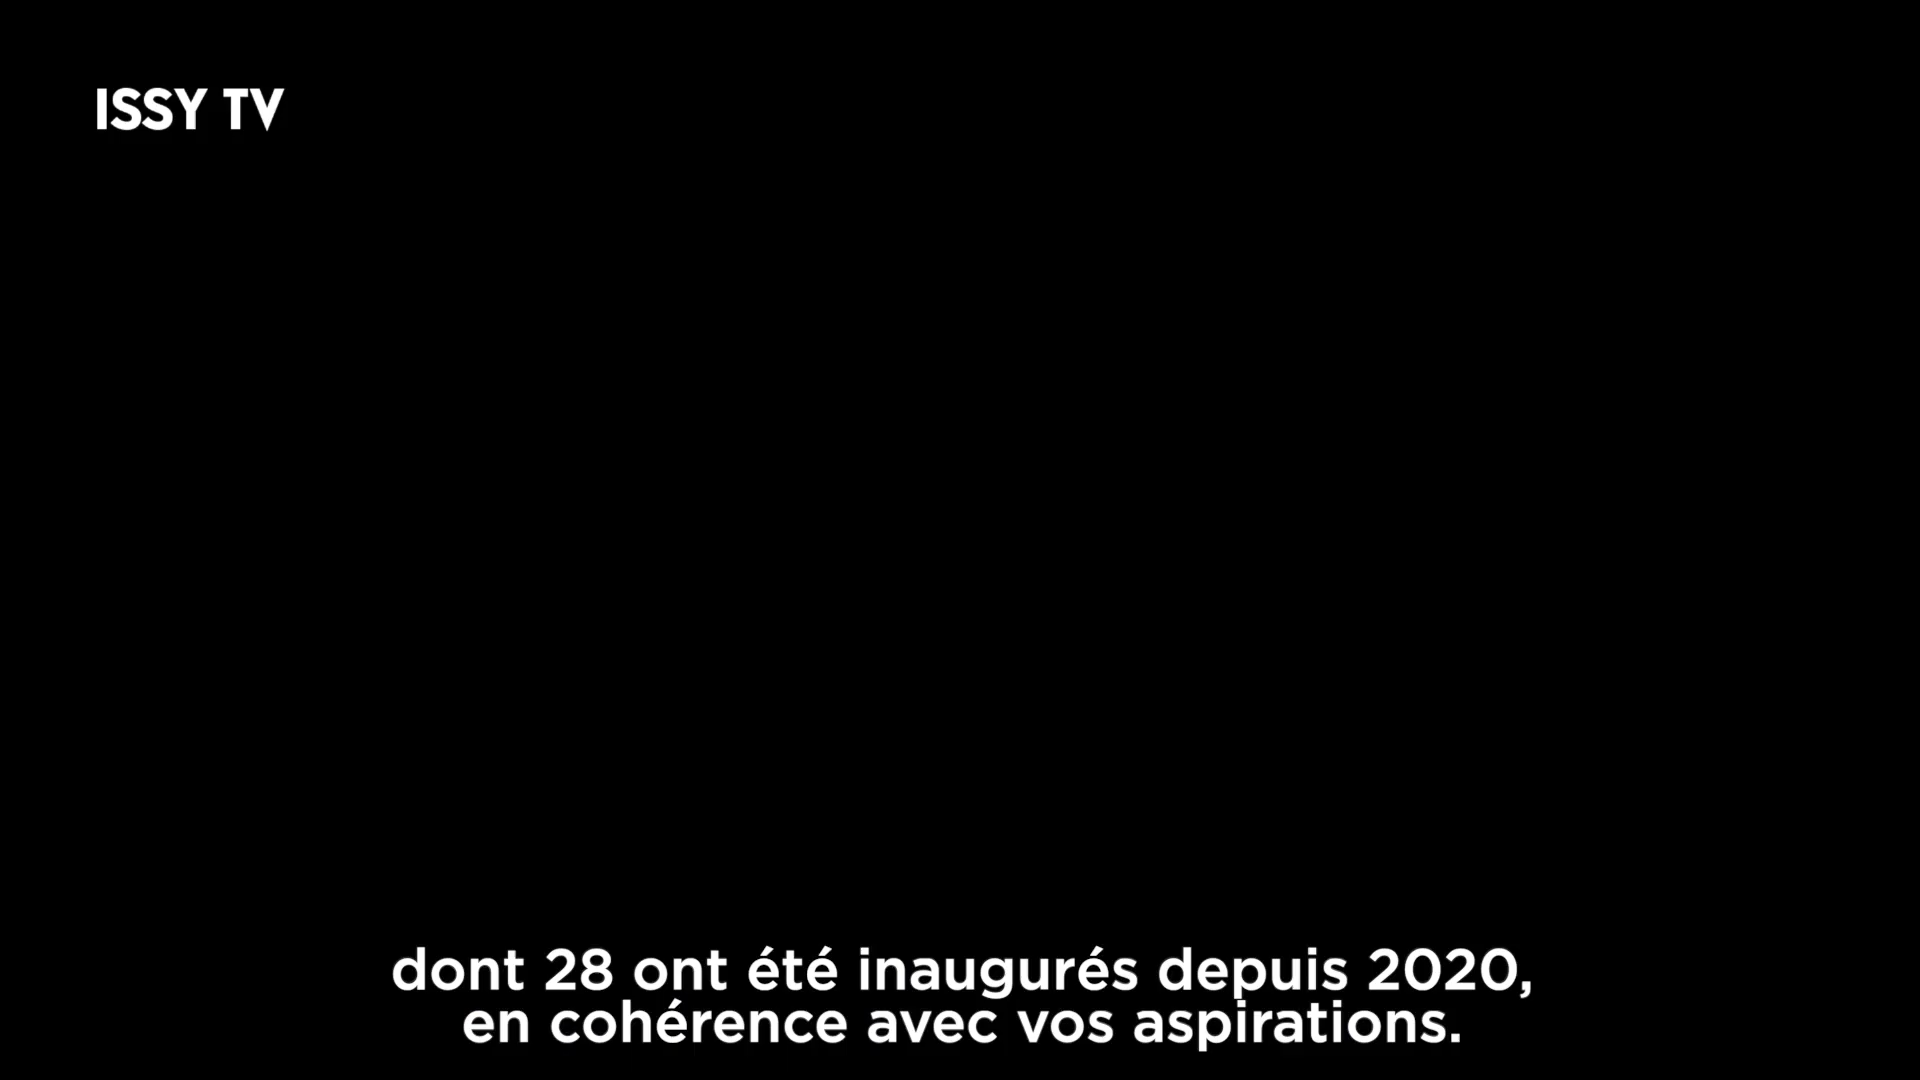 ISSY TV
dont 28 ont été inaugurés depuis 2020,
en cohérence avec vos aspirations.